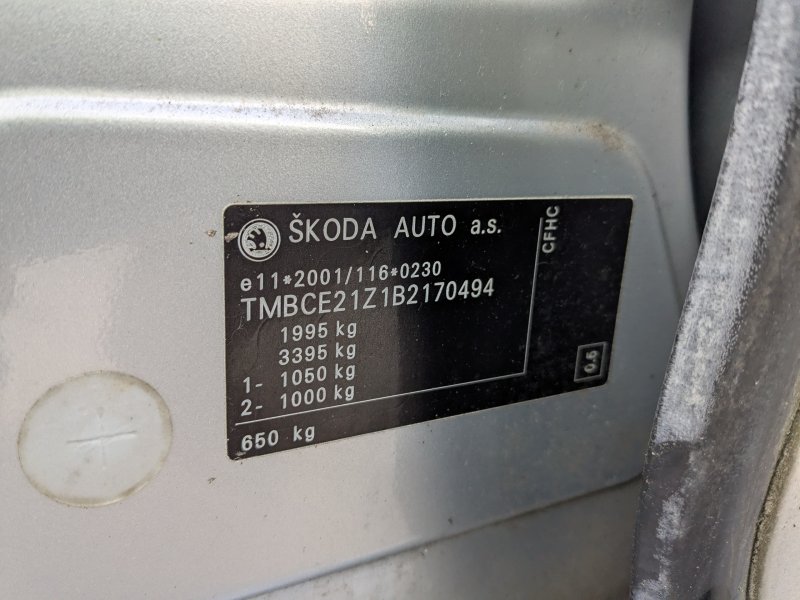 ŠKODA AUTO a.s.
e11*2001/116*0230
TMBCE21Z1B2170494
1995 kg
3395 kg
1- 1050 kg
2- 1000 kg
650 kg
CFHC
0.5